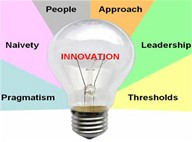 People
Approach
Naivety
Leadership
INNOVATION
Pragmatism
Thresholds